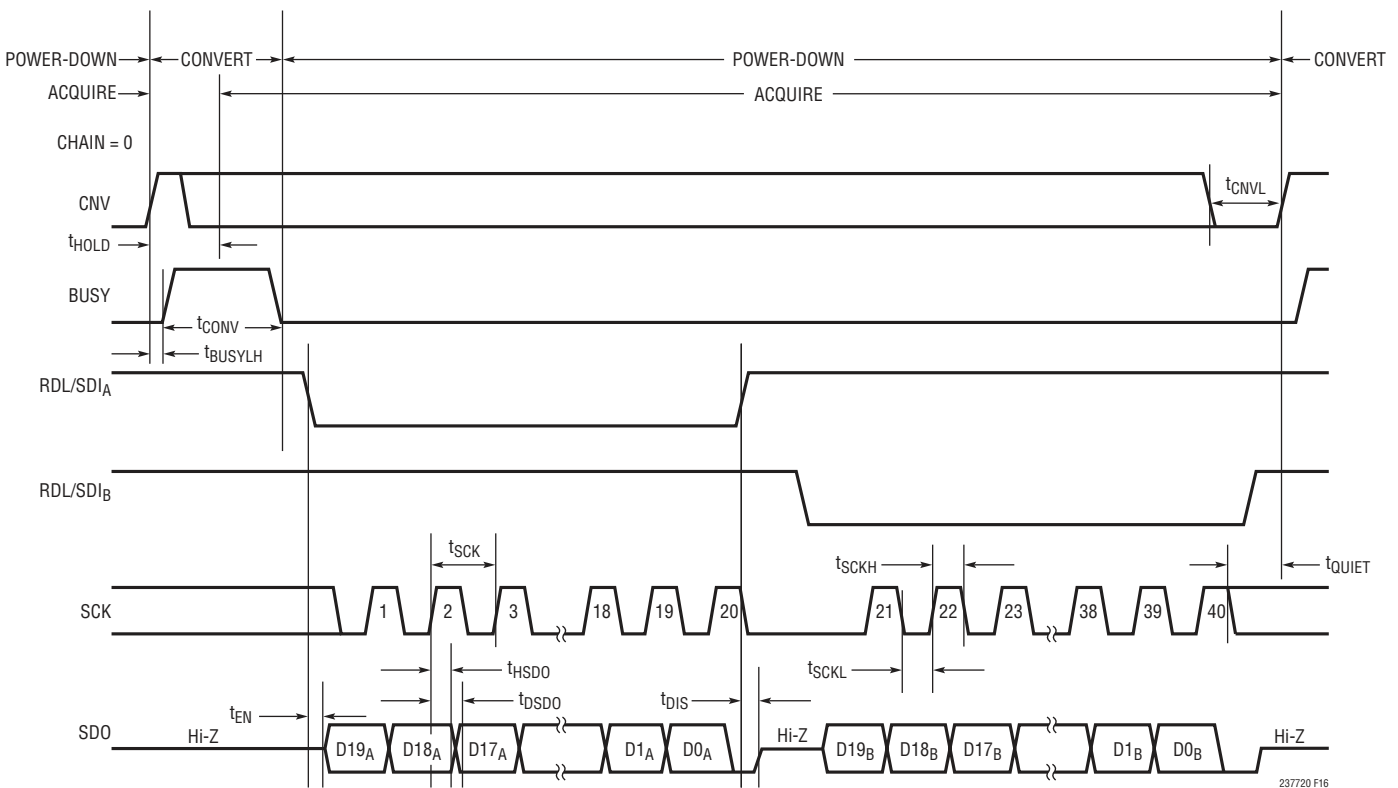 POWER-DOWN CONVERT POWER-DOWN CONVERT
ACQUIRE ACQUIRE
CHAIN = 0
CNV tCNVL
tHOLD
BUSY
tCONV
tBUSYLH
RDL/SDIA
RDL/SDIB
tSCK tSCKH tQUIET
SCK 1 2 3 18 19 20 21 22 23 38 39 40
tHSDO tSCKL
tEN tDSDO tDIS
SDO Hi-Z D19A D18A D17A D1A D0A Hi-Z D19B D18B D17B D1B D0B Hi-Z
237720 F16